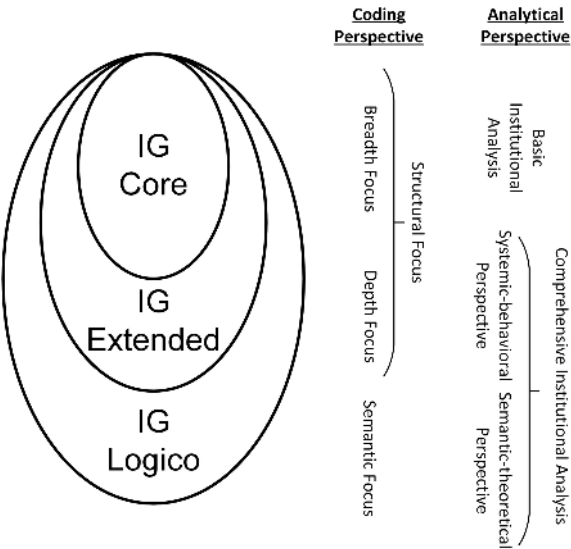 Coding
Perspective
Analytical
Perspective
IG
Core
IG
Extended
IG
Logico
Breadth Focus
Depth Focus
Structural Focus
Semantic Focus
Basic
Institutional
Analysis
Systemic-behavioral
Perspective
Semantic-theoretical
Perspective
Comprehensive Institutional Analysis